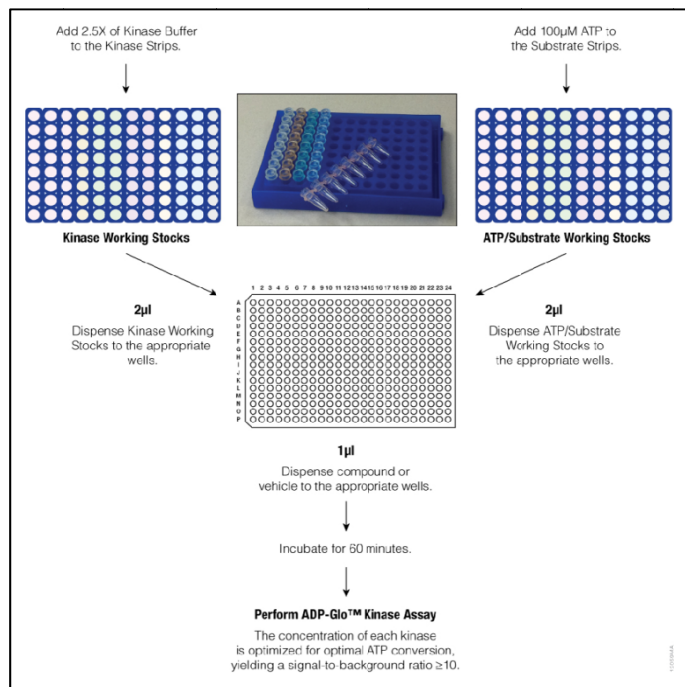 Add 2.5X of Kinase Buffer
to the Kinase Strips.
Add 100µM ATP to
the Substrate Strips.
Kinase Working Stocks
ATP/Substrate Working Stocks
2µl
Dispense Kinase Working
Stocks to the appropriate
wells.
2µl
Dispense ATP/Substrate
Working Stocks to
the appropriate wells.
1 2 3 4 5 6 7 8 9 10 11 12 13 14 15 16 17 18 19 20 21 22 23 24
A
B
C
D
E
F
G
H
I
J
K
L
M
N
O
P
1µl
Dispense compound or
vehicle to the appropriate wells.
Incubate for 60 minutes.
Perform ADP-Glo™ Kinase Assay
The concentration of each kinase
is optimized for optimal ATP conversion,
yielding a signal-to-background ratio ≥10.